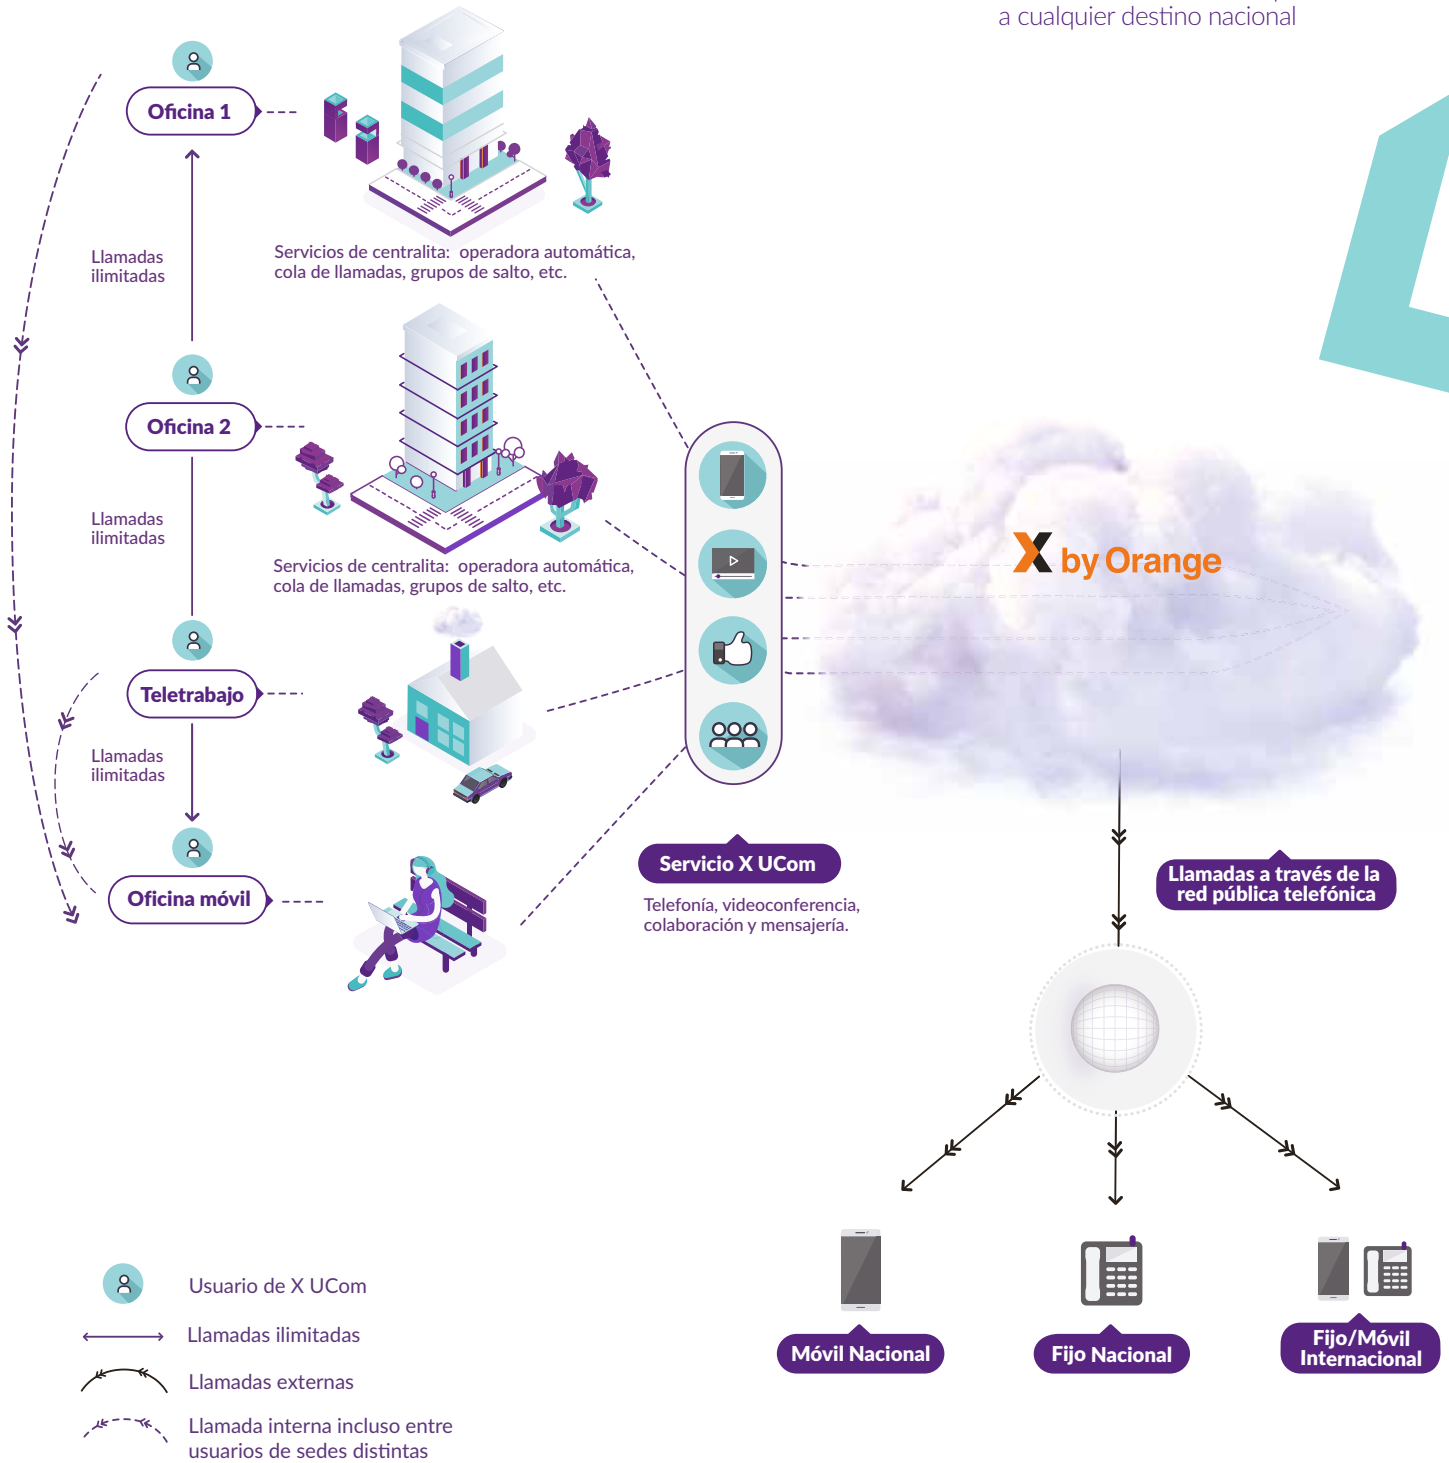 a cualquier destino nacional
Oficina 1
Llamadas
ilimitadas
Servicios de centralita: operadora automática,
cola de llamadas, grupos de salto, etc.
Oficina 2
Llamadas
ilimitadas
Servicios de centralita: operadora automática,
cola de llamadas, grupos de salto, etc.
X by Orange
Teletrabajo
Llamadas
ilimitadas
Oficina móvil
Servicio X UCom
Telefonía, videoconferencia,
colaboración y mensajería.
Llamadas a través de la
red pública telefónica
Móvil Nacional
Fijo Nacional
Fijo/Móvil
Internacional
Usuario de X UCom
Llamadas ilimitadas
Llamadas externas
Llamada interna incluso entre
usuarios de sedes distintas